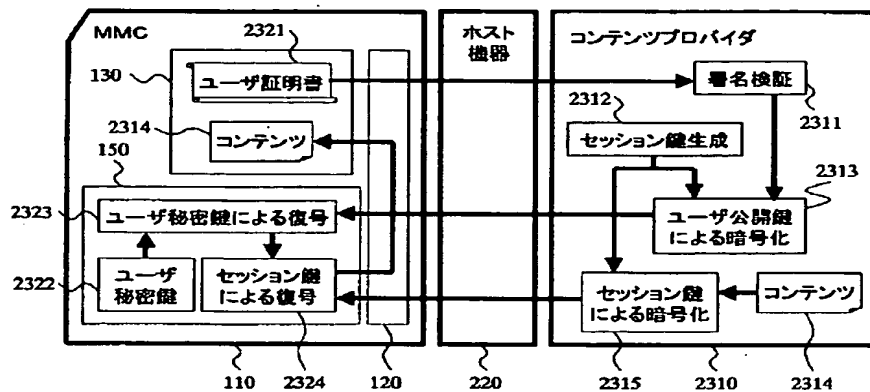 MMC
2321
130
ユーザ証明書
2314
コンテンツ
150
2323
ユーザ秘密鍵による復号
2322
ユーザ
秘密鍵
セッション鍵
による復号
110
2324
120
ホスト
機器
220
コンテンツプロバイダ
署名検証
2311
2312
セッション鍵生成
2313
ユーザ公開鍵
による暗号化
セッション鍵
による暗号化
コンテンツ
2315
2310
2314